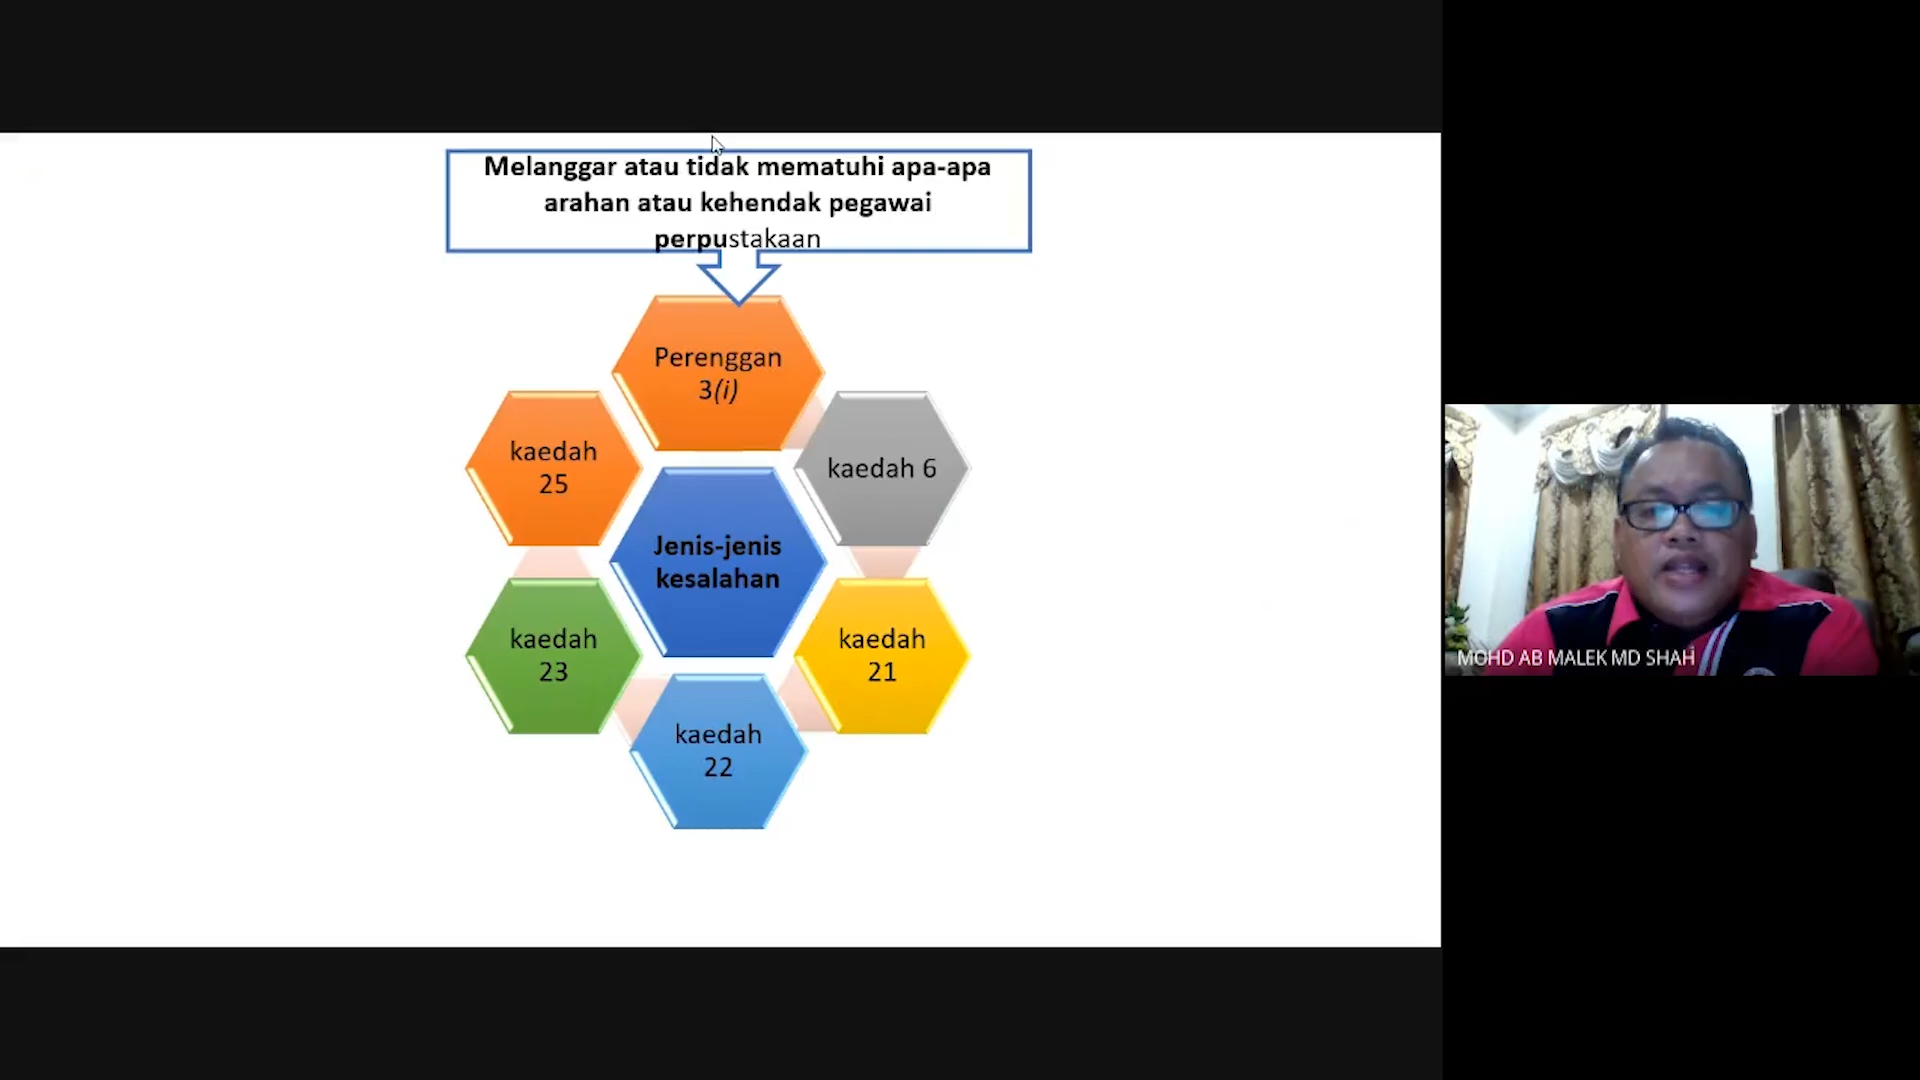 Melanggar atau tidak mematuhi apa-apa
arahan atau kehendak pegawai
perpustakaan
Perenggan
3(i)
kaedah
25
kaedah 6
Jenis-jenis
kesalahan
kaedah
23
kaedah
21
kaedah
22
MOHD AB MALEK MD SHAH